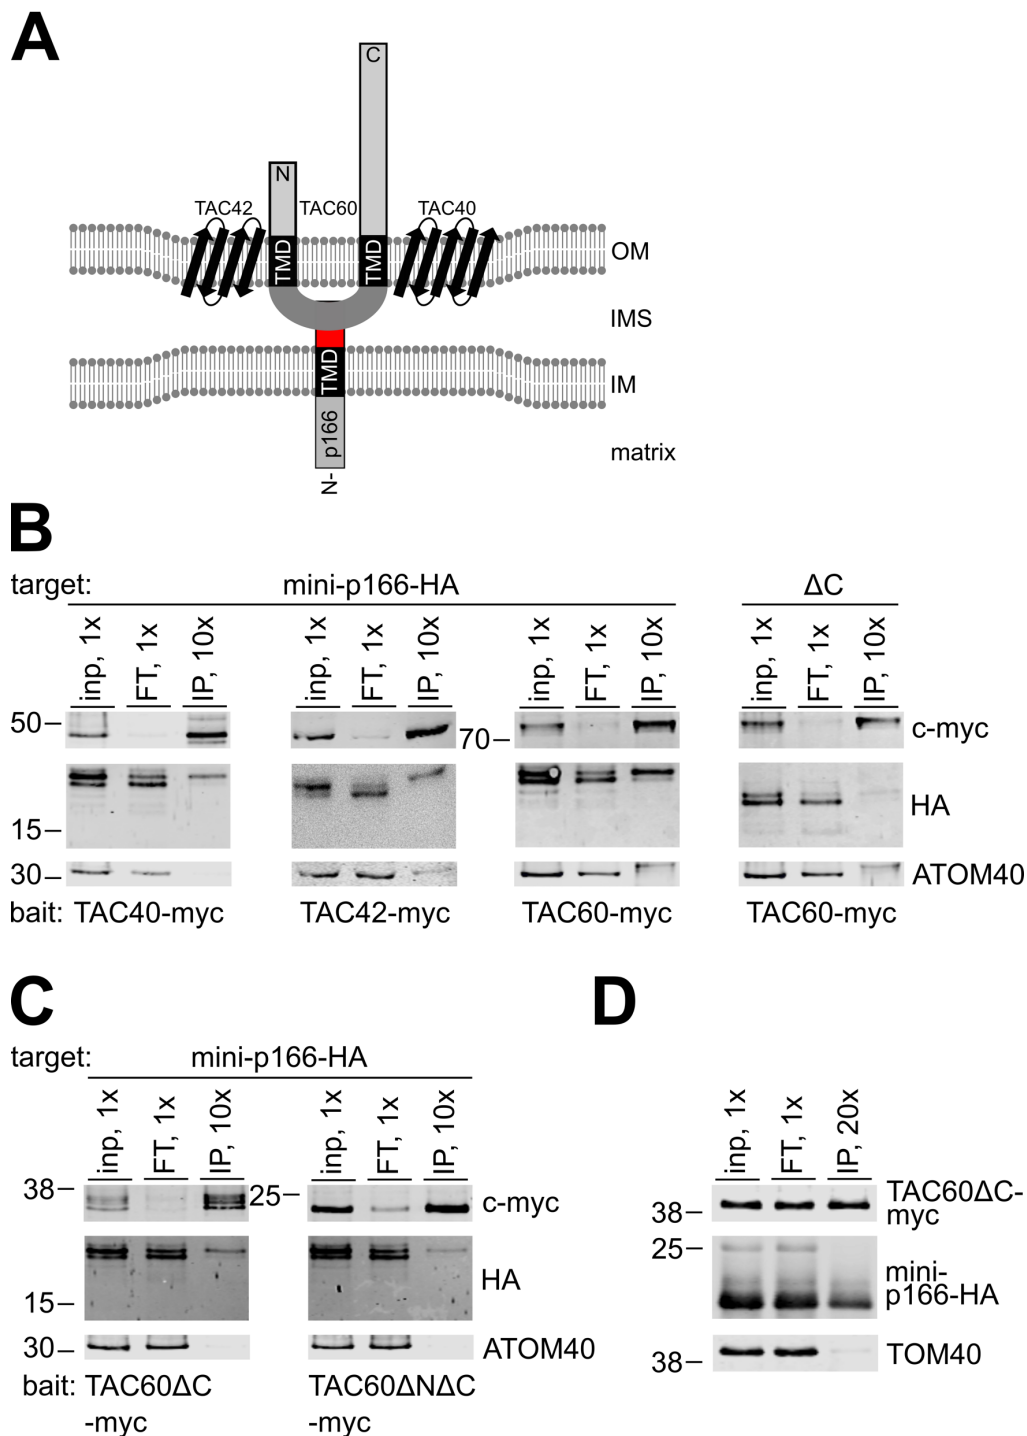 A
C
N
TAC42
TAC60
TAC40
TMD
TMD
OM
IMS
TMD
IM
p166
matrix
N-
B
target:
mini-p166-HA
ΔC
inp, 1x
FT, 1x
IP, 10x
inp, 1x
FT, 1x
IP, 10x
inp, 1x
FT, 1x
IP, 10x
inp, 1x
FT, 1x
IP, 10x
50
70
c-myc
HA
15
30
ATOM40
bait: TAC40-myc
TAC42-myc
TAC60-myc
TAC60-myc
C
target:
mini-p166-HA
inp, 1x
FT, 1x
IP, 10x
inp, 1x
FT, 1x
IP, 10x
38
25
c-myc
HA
15
30
ATOM40
bait: TAC60ΔC
-myc
TAC60ΔNΔC
-myc
D
inp, 1x
FT, 1x
IP, 20x
TAC60ΔC-
myc
38
25
mini-
p166-HA
38
TOM40